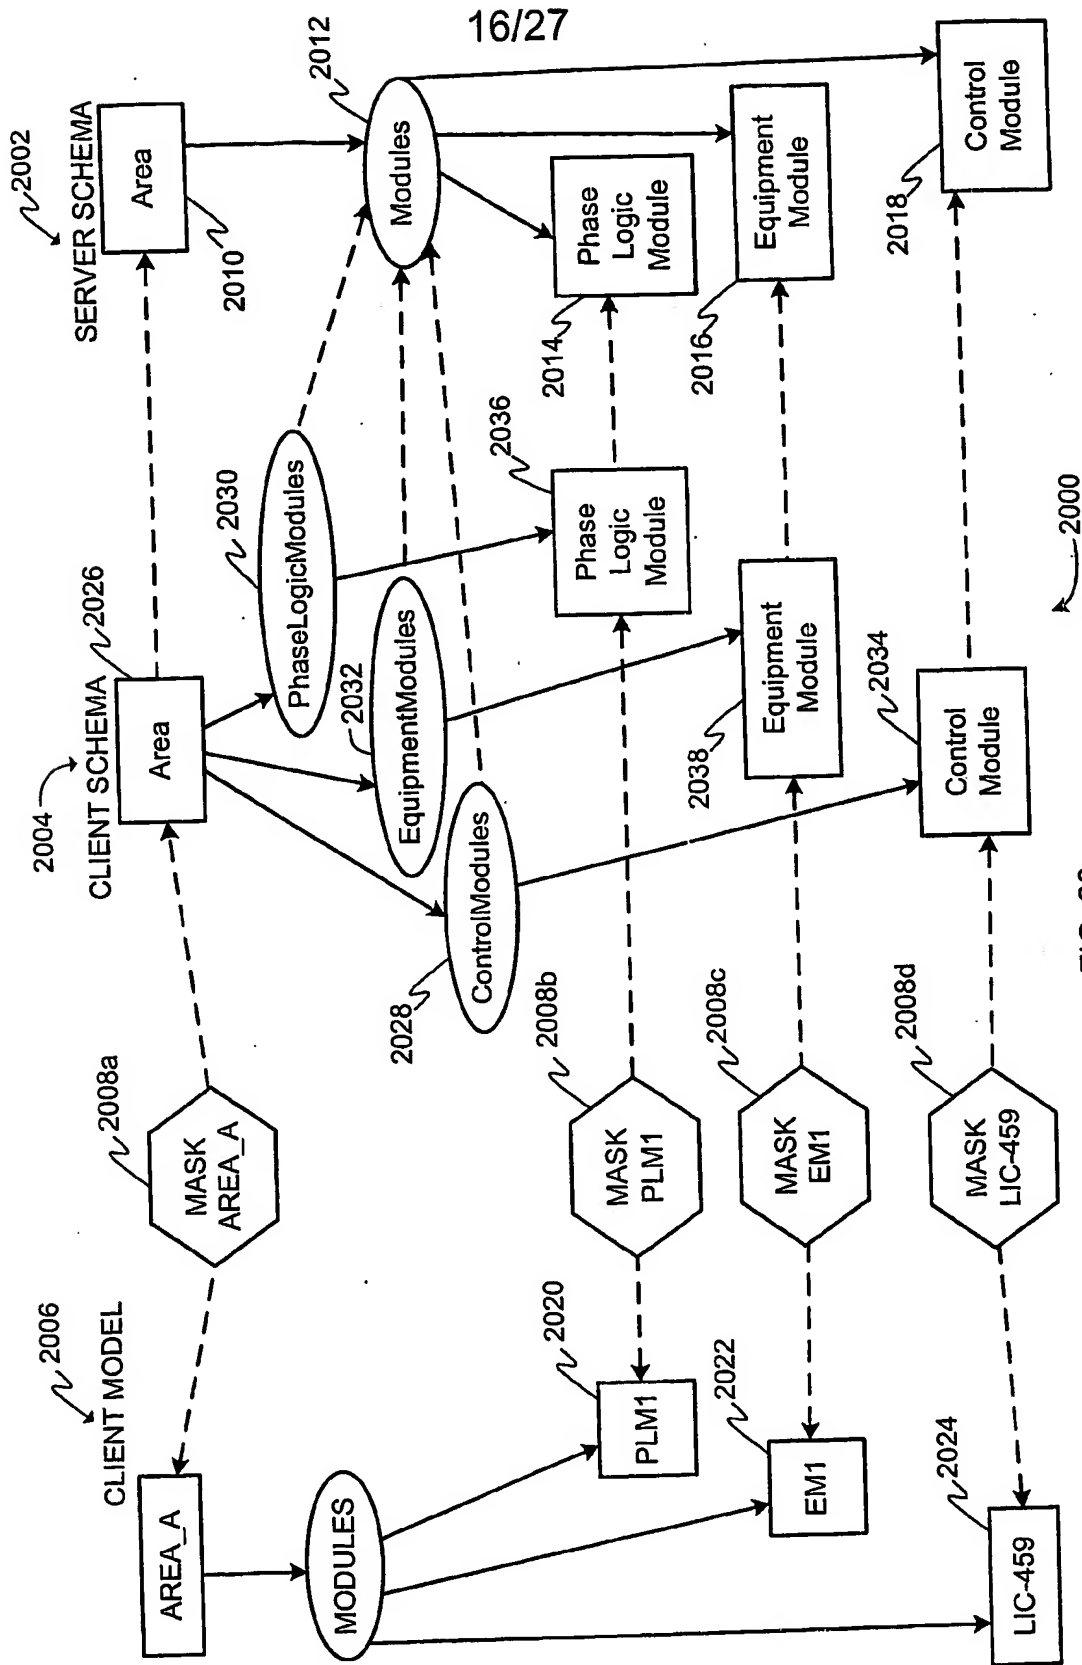 16/27
2006
CLIENT MODEL
AREA_A
MODULES
2020
PLM1
2022
EM1
2024
LIC-459
2008a
MASK
AREA_A
2008b
MASK
PLM1
2008c
MASK
EM1
2008d
MASK
LIC-459
2004
CLIENT SCHEMA
2026
Area
2030
PhaseLogicModules
2032
EquipmentModules
2028
ControlModules
2036
Phase
Logic
Module
2038
Equipment
Module
2034
Control
Module
2002
SERVER SCHEMA
Area
2010
2012
Modules
2014
Phase
Logic
Module
2016
Equipment
Module
2018
Control
Module
2000